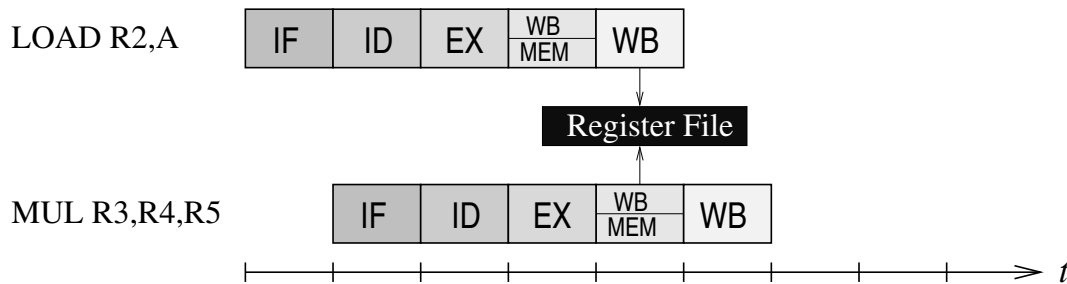 LOAD R2,A IF ID EX WB MEM WB
Register File
MUL R3,R4,R5 IF ID EX WB MEM WB
t